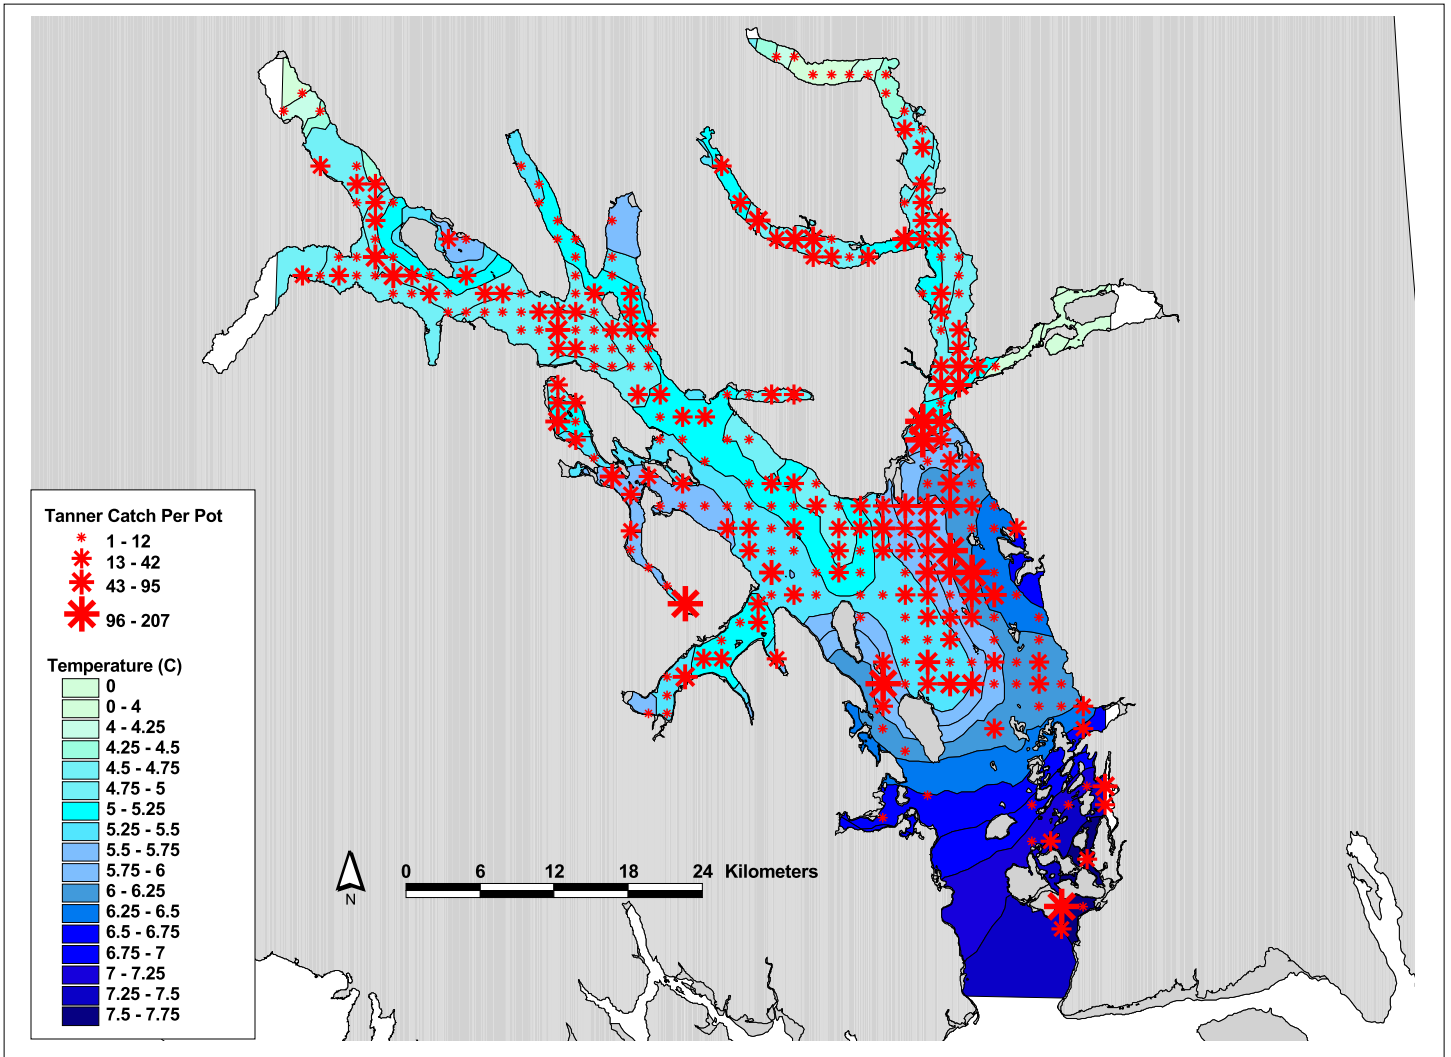 Tanner Catch Per Pot
1 - 12
13 - 42
43 - 95
96 - 207
Temperature (C)
0
0 - 4
4 - 4.25
4.25 - 4.5
4.5 - 4.75
4.75 - 5
5 - 5.25
5.25 - 5.5
5.5 - 5.75
5.75 - 6
6 - 6.25
6.25 - 6.5
6.5 - 6.75
6.75 - 7
7 - 7.25
7.25 - 7.5
7.5 - 7.75
N
0 6 12 18 24 Kilometers